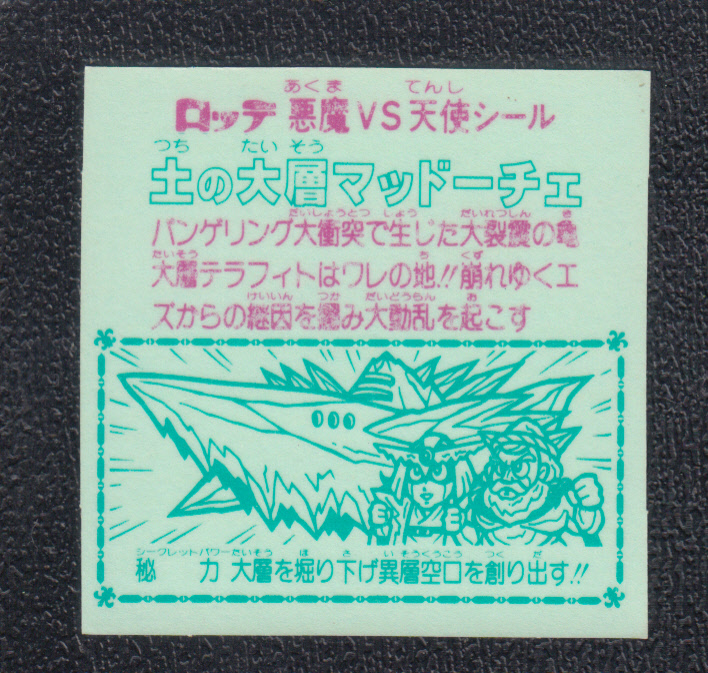 あくま てんし
ロッテ 悪魔VS天使シール
つち たい そう
土の大層マッドーチェ
だいしょうとつ しょう だいれつしん き
バンゲリング大衝突で生じた大裂震の亀
たいそう ち くず
大層テラフィトはワレの地!!崩れゆくエ
けいいん つか だいどうらん お
ズからの継因を摑み大動乱を起こす
シークレットパワー たいそう ほ さ い そうくうこう つく だ
秘 力 大層を掘り下げ異層空口を創り出す!!